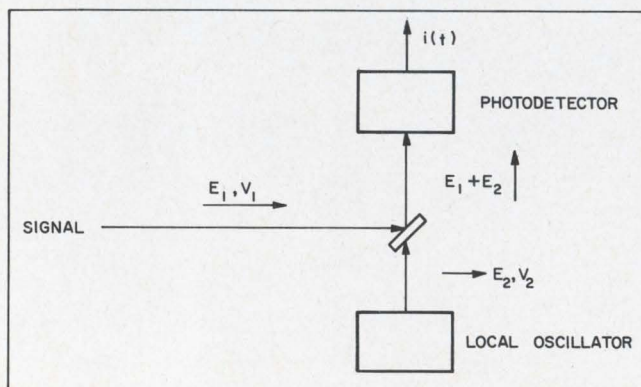 i(t)
PHOTODETECTOR
E₁, V₁
E₁ + E₂
SIGNAL
E₂, V₂
LOCAL OSCILLATOR